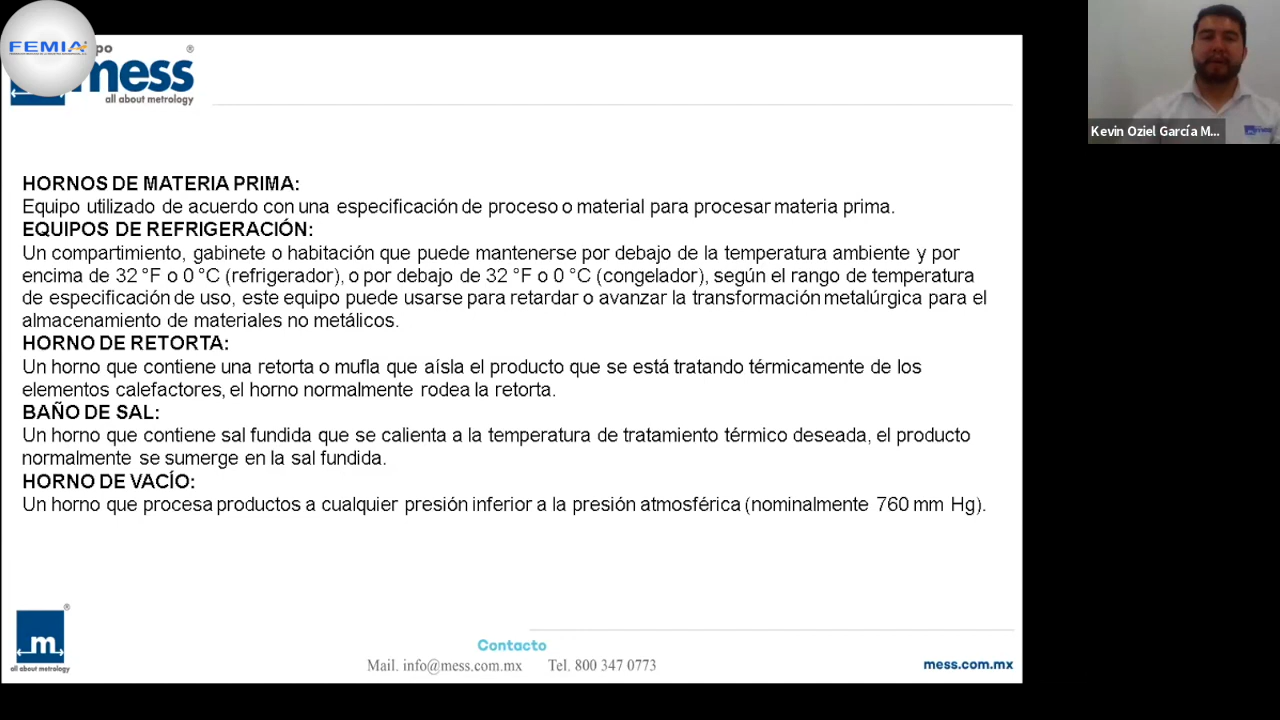 FEMIA
po
mess
all about metrology
Kevin Oziel García M...
HORNOS DE MATERIA PRIMA:
Equipo utilizado de acuerdo con una especificación de proceso o material para procesar materia prima.
EQUIPOS DE REFRIGERACIÓN:
Un compartimiento, gabinete o habitación que puede mantenerse por debajo de la temperatura ambiente y por
encima de 32 °F o 0 °C (refrigerador), o por debajo de 32 °F o 0 °C (congelador), según el rango de temperatura
de especificación de uso, este equipo puede usarse para retardar o avanzar la transformación metalúrgica para el
almacenamiento de materiales no metálicos.
HORNO DE RETORTA:
Un horno que contiene una retorta o mufla que aísla el producto que se está tratando térmicamente de los
elementos calefactores, el horno normalmente rodea la retorta.
BAÑO DE SAL:
Un horno que contiene sal fundida que se calienta a la temperatura de tratamiento térmico deseada, el producto
normalmente se sumerge en la sal fundida.
HORNO DE VACÍO:
Un horno que procesa productos a cualquier presión inferior a la presión atmosférica (nominalmente 760 mm Hg).
m
all about metrology
Contacto
Mail. info@mess.com.mx Tel. 800 347 0773
mess.com.mx